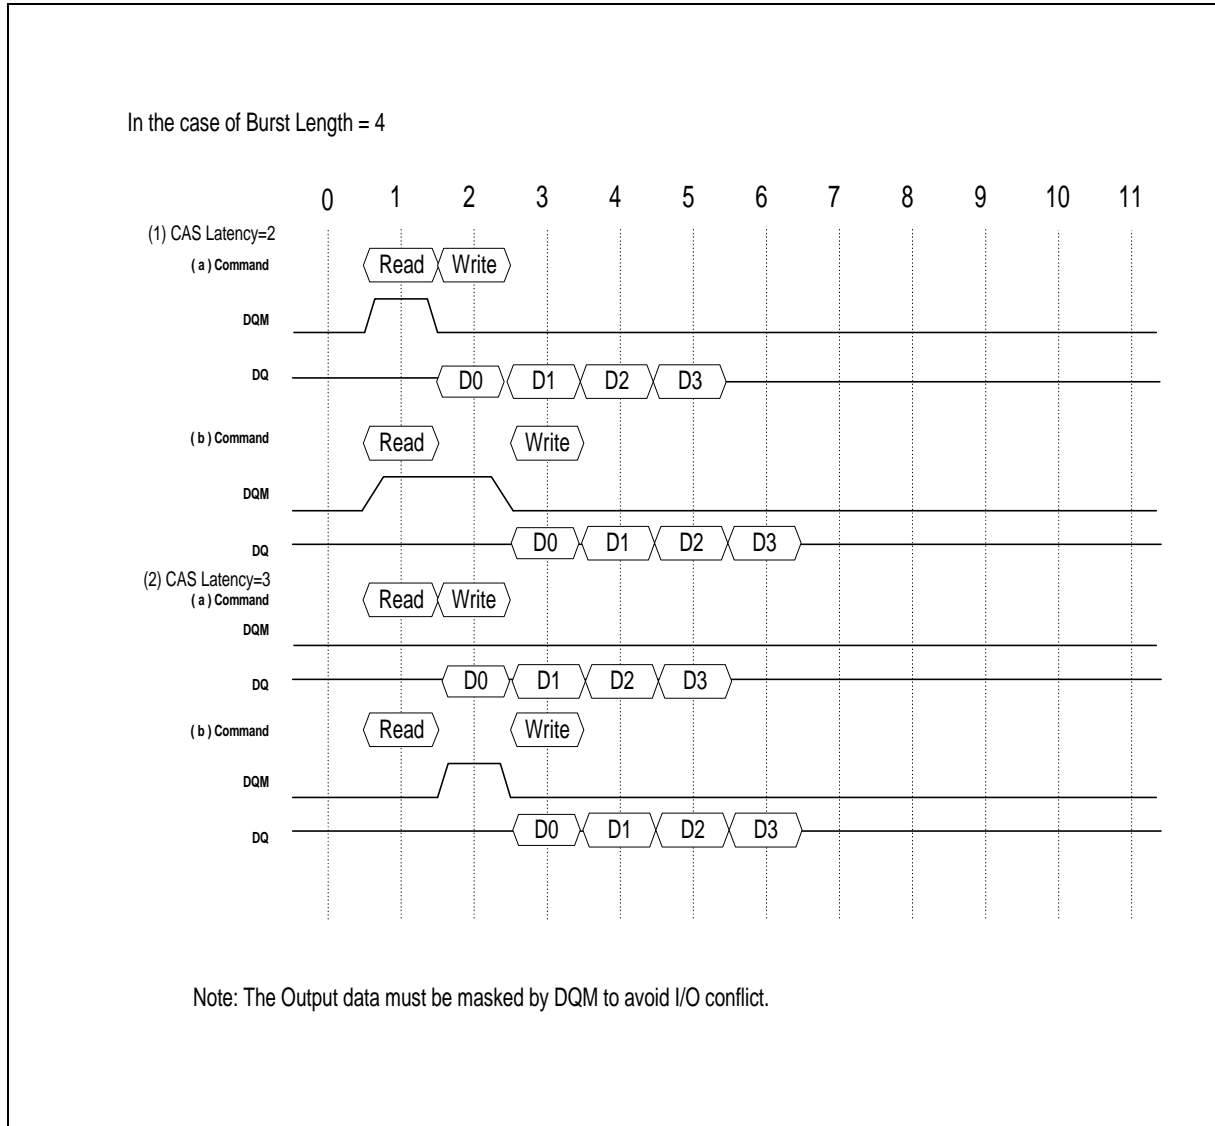 In the case of Burst Length = 4
0 1 2 3 4 5 6 7 8 9 10 11
(1) CAS Latency=2
( a ) Command Read Write
DQM
DQ D0 D1 D2 D3
( b ) Command Read Write
DQM
DQ D0 D1 D2 D3
(2) CAS Latency=3
( a ) Command Read Write
DQM
DQ D0 D1 D2 D3
( b ) Command Read Write
DQM
DQ D0 D1 D2 D3
Note: The Output data must be masked by DQM to avoid I/O conflict.